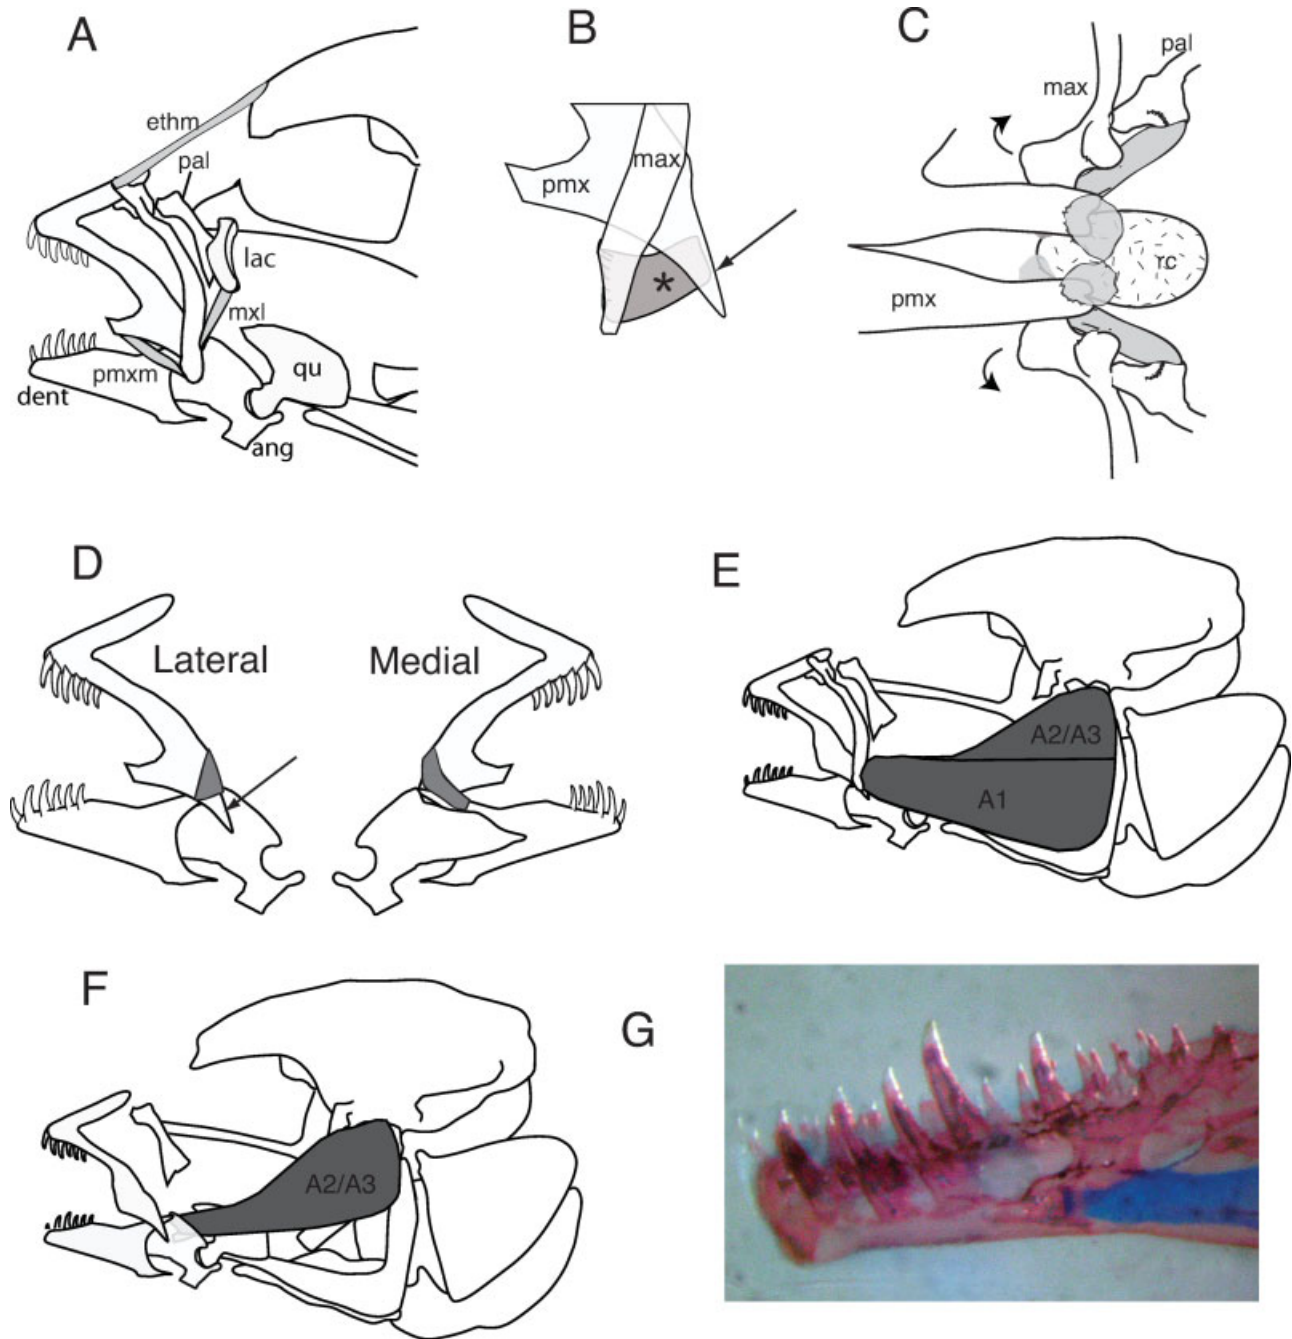 A
ethm
pal
lac
mxl
pmxm
qu
dent
ang
B
max
pmx
*
C
pal
max
rc
pmx
D
Lateral
Medial
E
A2/A3
A1
F
A2/A3
G